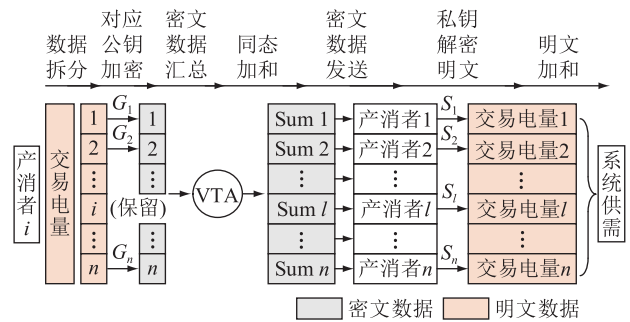 数据拆分 对应公钥加密 密文数据汇总 同态加和 密文数据发送 私钥解密明文 明文加和
产消者i
交易电量
1 G₁ 1 Sum 1 产消者1 S₁ 交易电量1
2 G₂ 2 Sum 2 产消者2 S₂ 交易电量2
⋮ ⋮ ⋮ ⋮ ⋮
i (保留) VTA Sum l 产消者l Sₗ 交易电量l
⋮ ⋮ ⋮ ⋮ ⋮
n Gₙ n Sum n 产消者n Sₙ 交易电量n
系统供需
密文数据 明文数据